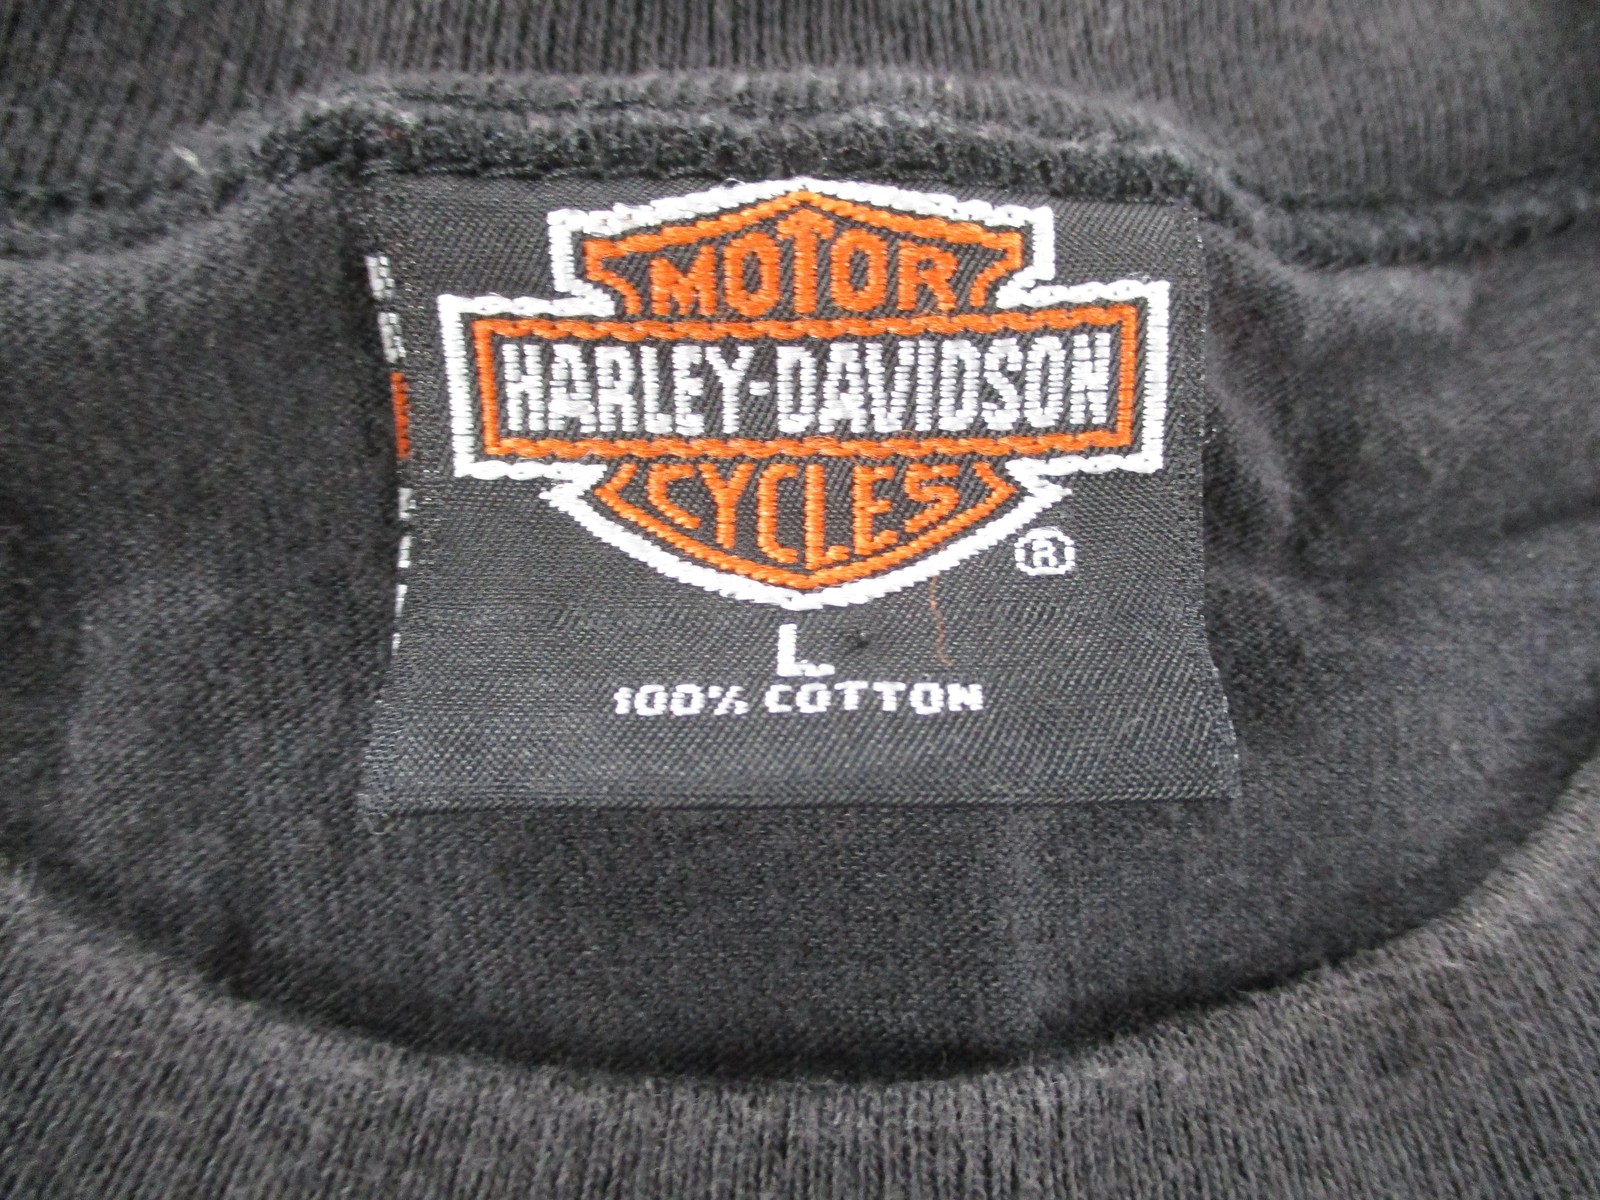 MOTOR
HARLEY-DAVIDSON
CYCLES
®
L
100% COTTON